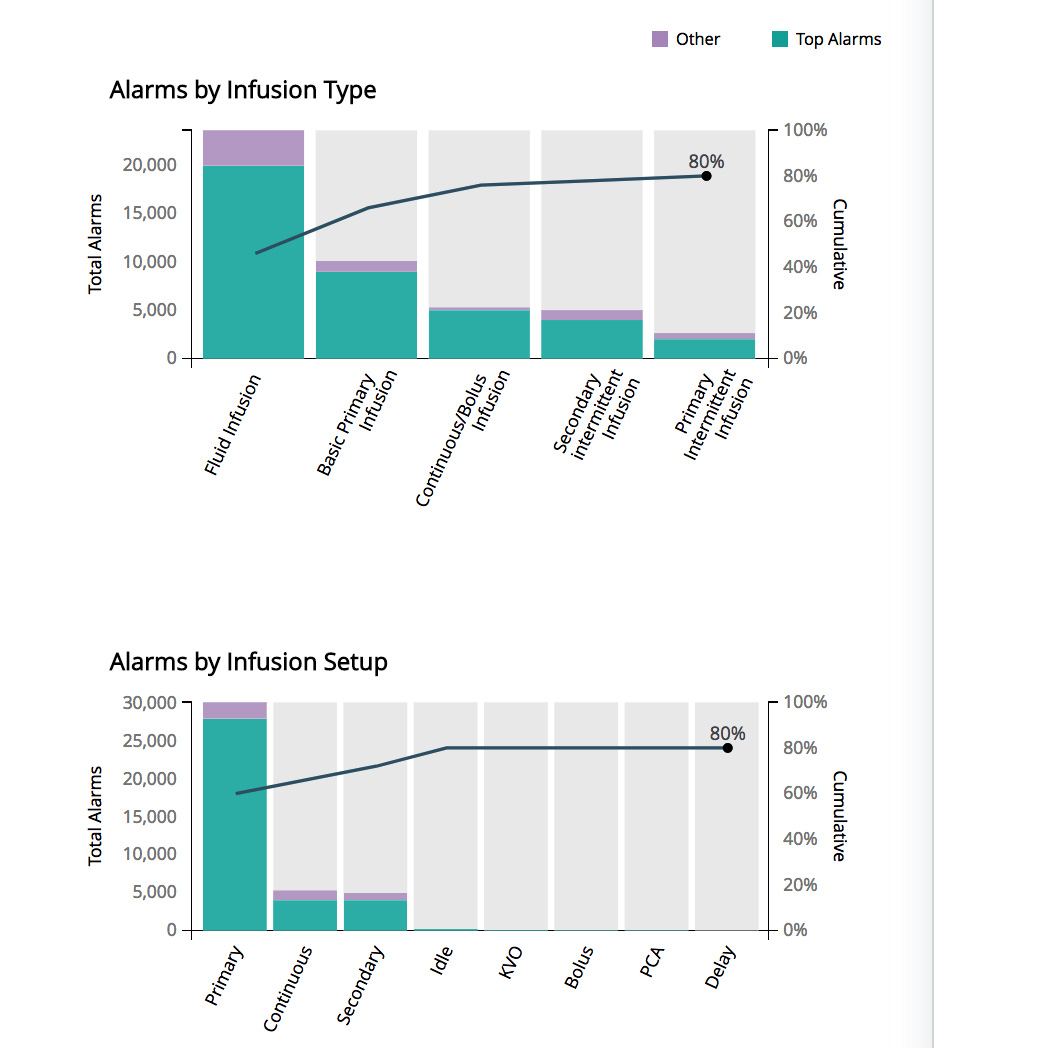 Other
Top Alarms
Alarms by Infusion Type
Total Alarms
20,000
15,000
10,000
5,000
0
80%
100%
80%
60%
40%
20%
0%
Cumulative
Fluid Infusion
Basic Primary
Infusion
Continuous/Bolus
Infusion
Secondary
intermittent
Infusion
Primary
Intermittent
Infusion
Alarms by Infusion Setup
Total Alarms
30,000
25,000
20,000
15,000
10,000
5,000
0
80%
100%
80%
60%
40%
20%
0%
Cumulative
Primary
Continuous
Secondary
Idle
KVO
Bolus
PCA
Delay